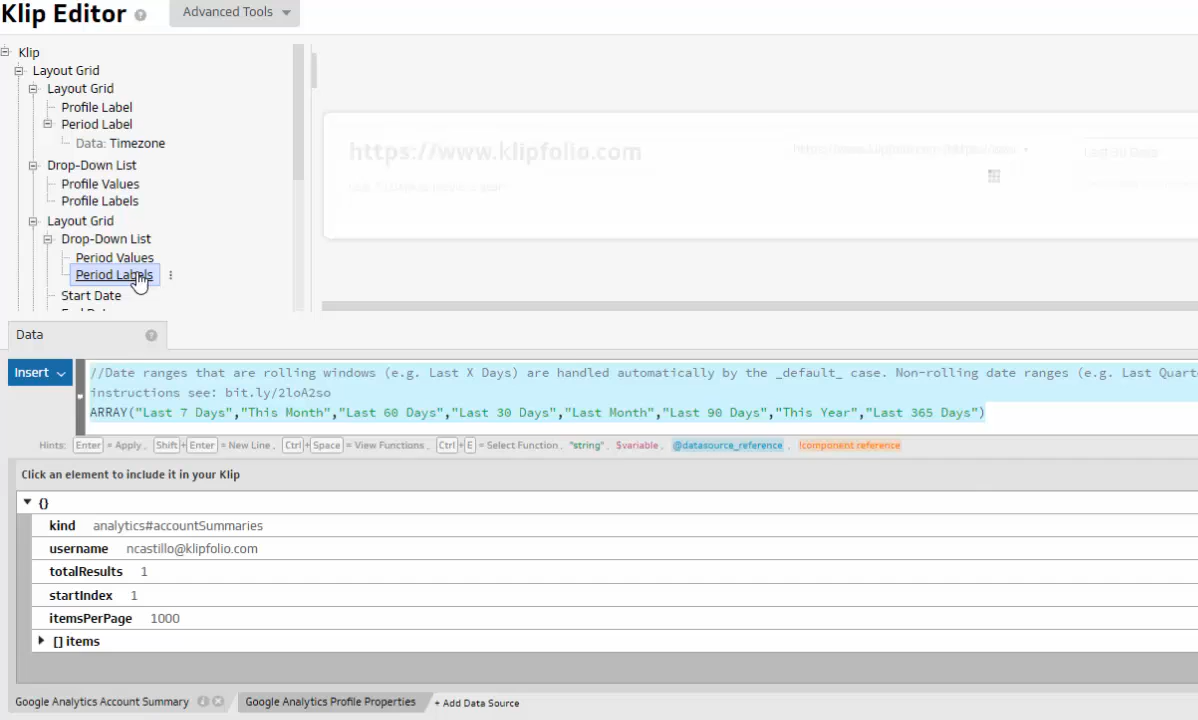 Klip Editor
Advanced Tools
Klip
Layout Grid
Layout Grid
Profile Label
Period Label
Data: Timezone
Drop-Down List
Profile Values
Profile Labels
Layout Grid
Drop-Down List
Period Values
Period Labels
Start Date
https://www.klipfolio.com
Last 30 Days
Data
Insert
//Date ranges that are rolling windows (e.g. Last X Days) are handled automatically by the _default_ case. Non-rolling date ranges (e.g. Last Quarte
instructions see: bit.ly/2loA2so
ARRAY("Last 7 Days","This Month","Last 60 Days","Last 30 Days","Last Month","Last 90 Days","This Year","Last 365 Days")
Hints: Enter = Apply, Shift+Enter = New Line, Ctrl+Space = View Functions, Ctrl+E = Select Function, "string", $variable, @datasource_reference, !component reference
Click an element to include it in your Klip
{}
kind analytics#accountSummaries
username ncastillo@klipfolio.com
totalResults 1
startIndex 1
itemsPerPage 1000
[] items
Google Analytics Account Summary
Google Analytics Profile Properties
+ Add Data Source